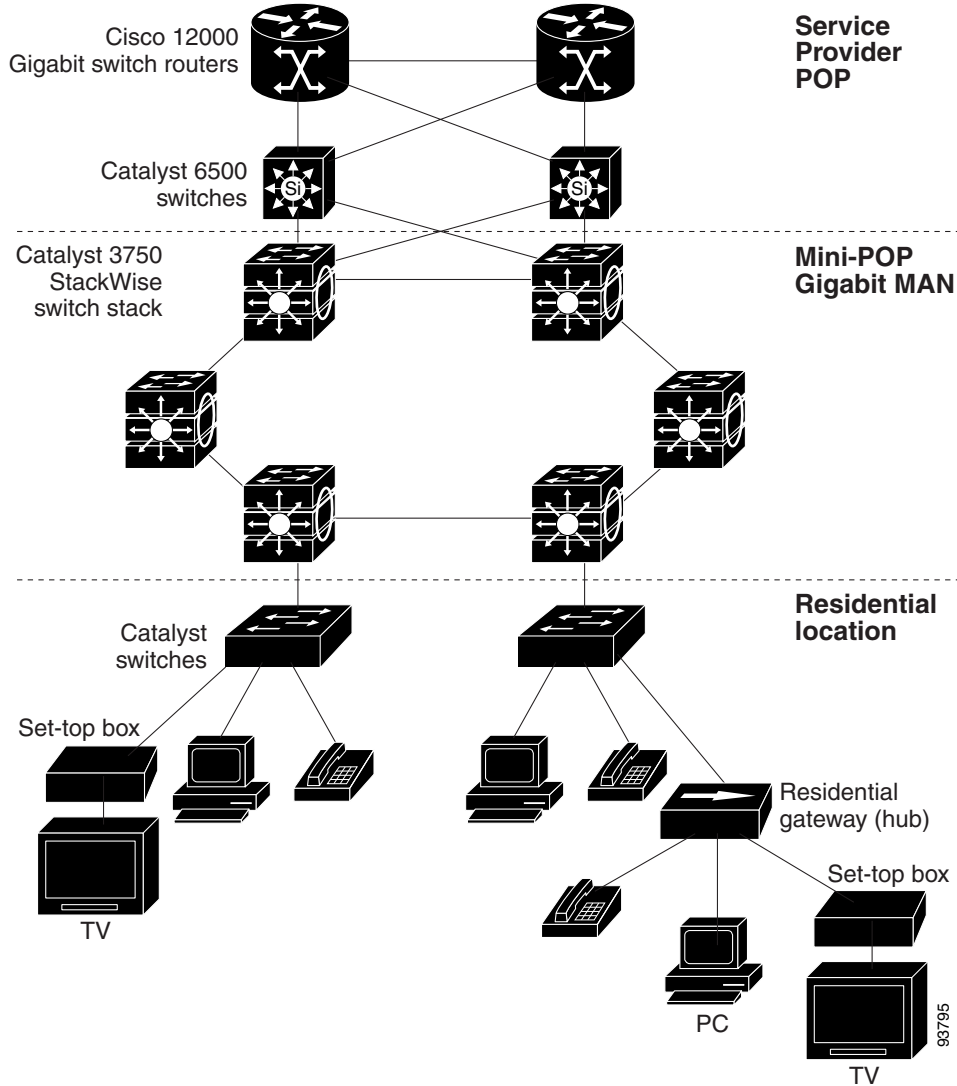 Cisco 12000
Gigabit switch routers
Service
Provider
POP
Catalyst 6500
switches
Si
Si
Catalyst 3750
StackWise
switch stack
Mini-POP
Gigabit MAN
Residential
location
Catalyst
switches
Set-top box
TV
Residential
gateway (hub)
Set-top box
PC
TV
93795